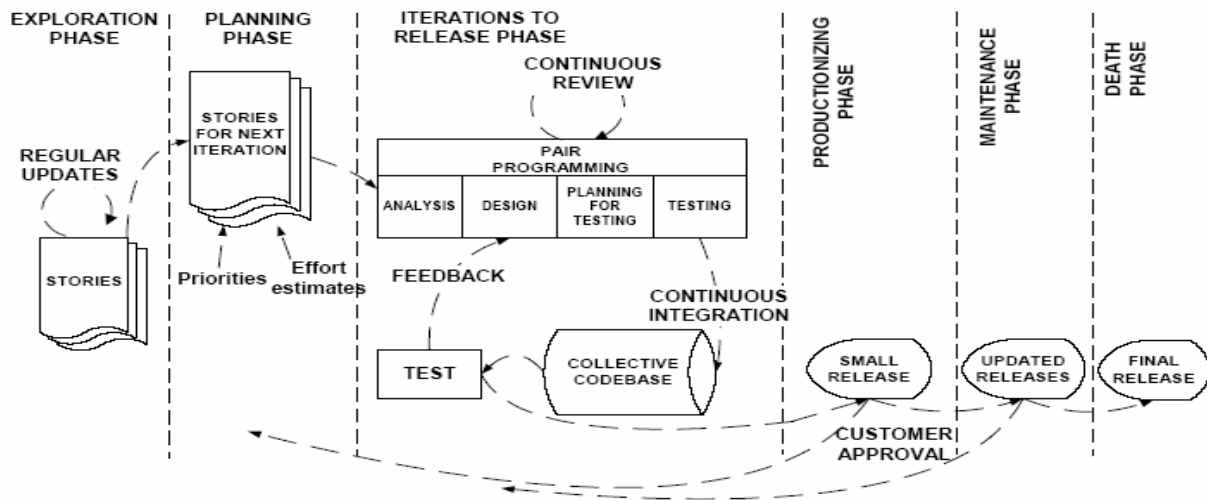 EXPLORATION
PHASE
PLANNING
PHASE
ITERATIONS TO
RELEASE PHASE
PRODUCTIONIZING
PHASE
MAINTENANCE
PHASE
DEATH
PHASE
REGULAR
UPDATES
STORIES
STORIES
FOR NEXT
ITERATION
Priorities
Effort
estimates
CONTINUOUS
REVIEW
PAIR
PROGRAMMING
ANALYSIS
DESIGN
PLANNING
FOR
TESTING
TESTING
FEEDBACK
CONTINUOUS
INTEGRATION
TEST
COLLECTIVE
CODEBASE
SMALL
RELEASE
UPDATED
RELEASES
FINAL
RELEASE
CUSTOMER
APPROVAL